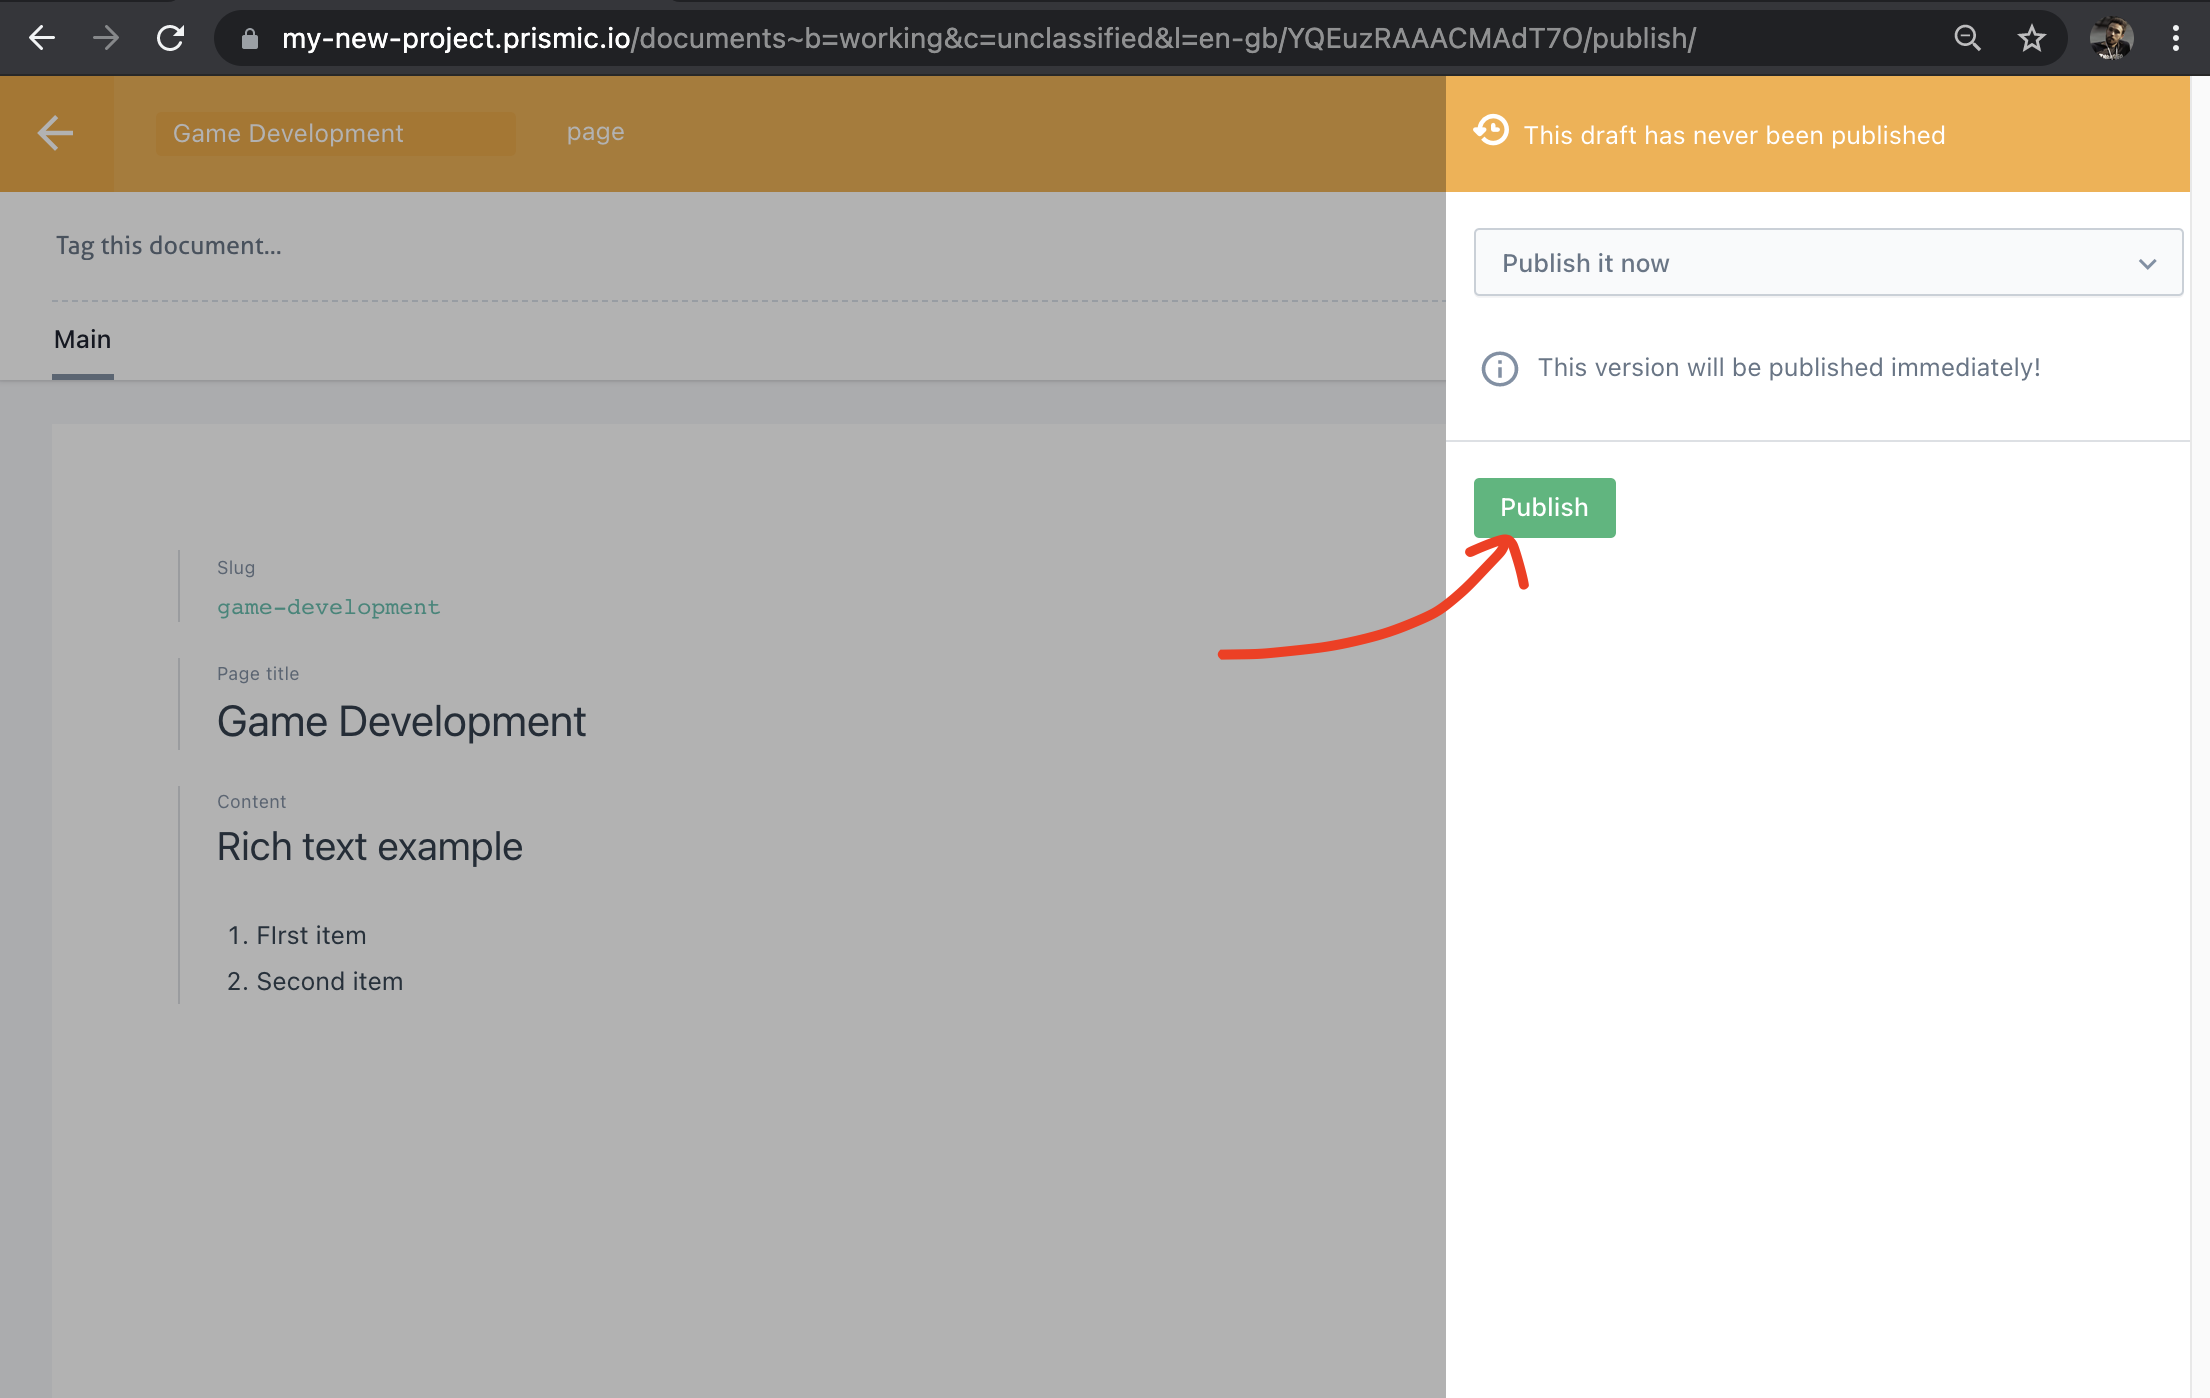 my-new-project.prismic.io/documents~b=working&c=unclassified&l=en-gb/YQEuzRAAACMAdT7O/publish/
Game Development page
This draft has never been published
Tag this document...
Publish it now
Main
This version will be published immediately!
Publish
Slug
game-development
Page title
Game Development
Content
Rich text example
1. FIrst item
2. Second item